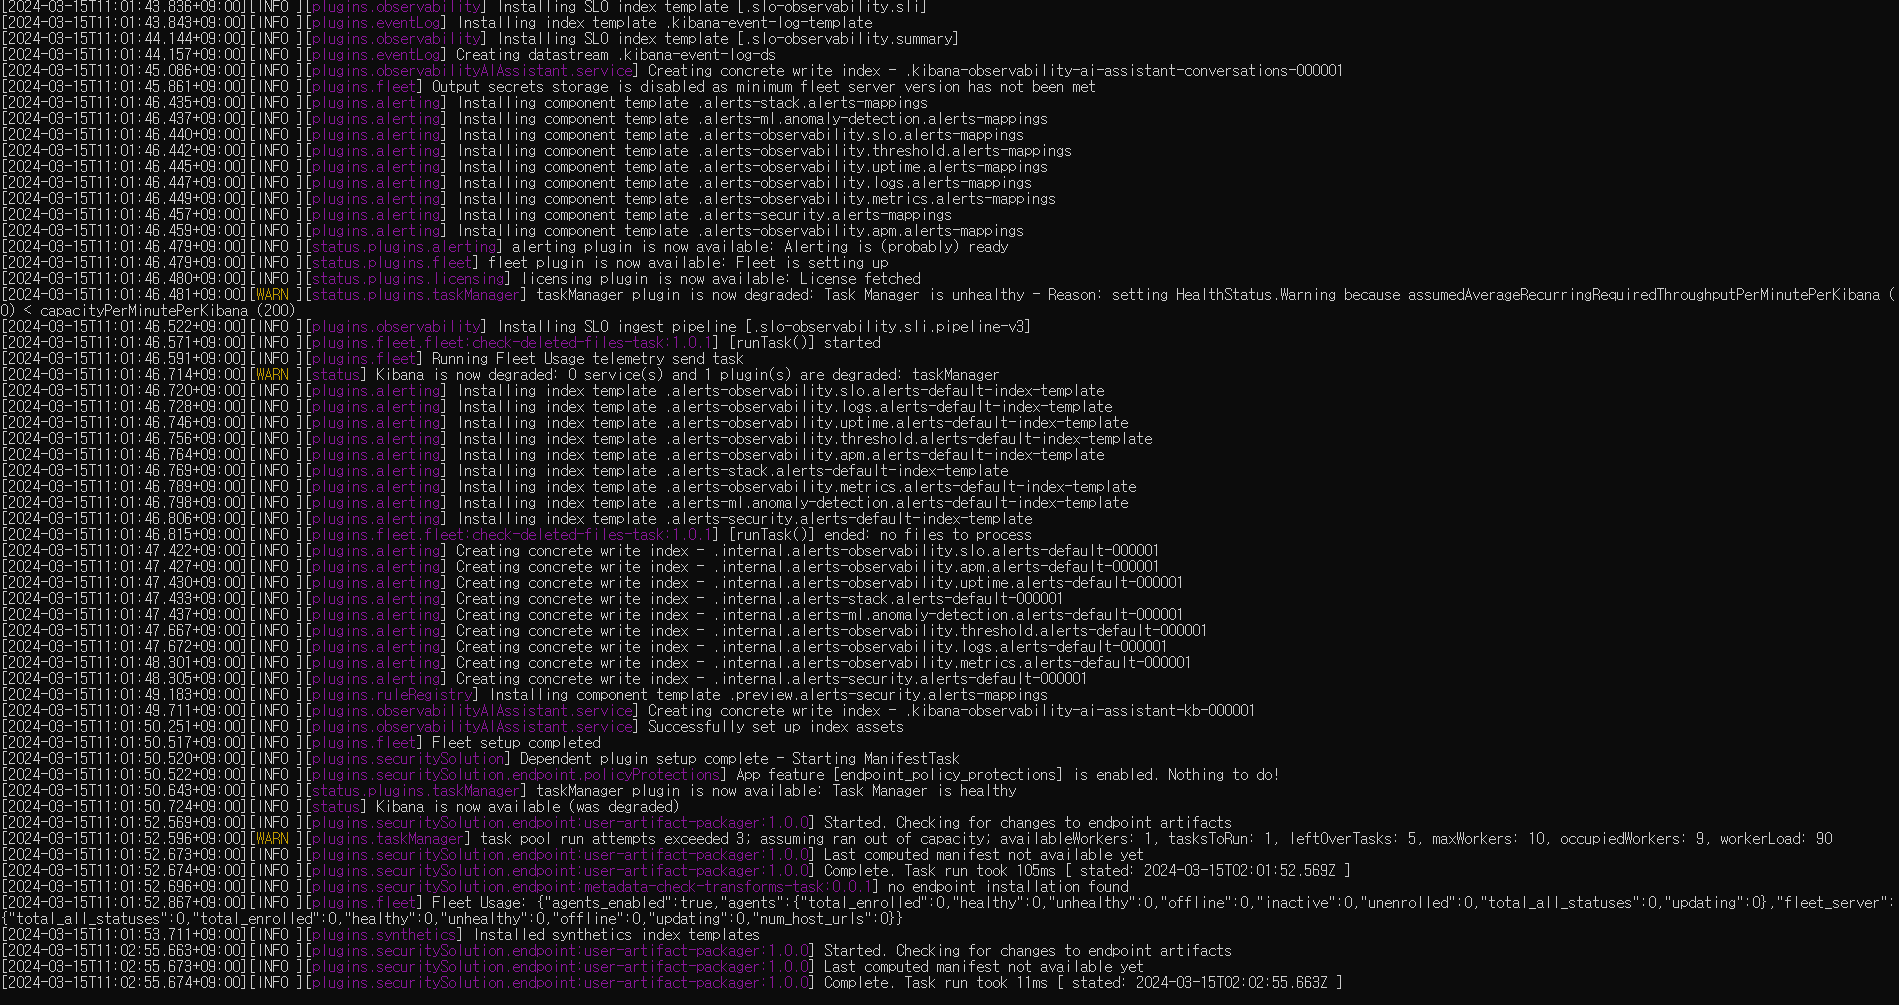 [2024-03-15T11:01:43.836+09:00][INFO ][plugins.observability] Installing SLO index template [.slo-observability.sli]
[2024-03-15T11:01:43.843+09:00][INFO ][plugins.eventLog] Installing index template .kibana-event-log-template
[2024-03-15T11:01:44.144+09:00][INFO ][plugins.observability] Installing SLO index template [.slo-observability.summary]
[2024-03-15T11:01:44.157+09:00][INFO ][plugins.eventLog] Creating datastream .kibana-event-log-ds
[2024-03-15T11:01:45.086+09:00][INFO ][plugins.observabilityAIAssistant.service] Creating concrete write index - .kibana-observability-ai-assistant-conversations-000001
[2024-03-15T11:01:45.861+09:00][INFO ][plugins.fleet] Output secrets storage is disabled as minimum fleet server version has not been met
[2024-03-15T11:01:46.435+09:00][INFO ][plugins.alerting] Installing component template .alerts-stack.alerts-mappings
[2024-03-15T11:01:46.437+09:00][INFO ][plugins.alerting] Installing component template .alerts-ml.anomaly-detection.alerts-mappings
[2024-03-15T11:01:46.440+09:00][INFO ][plugins.alerting] Installing component template .alerts-observability.slo.alerts-mappings
[2024-03-15T11:01:46.442+09:00][INFO ][plugins.alerting] Installing component template .alerts-observability.threshold.alerts-mappings
[2024-03-15T11:01:46.445+09:00][INFO ][plugins.alerting] Installing component template .alerts-observability.uptime.alerts-mappings
[2024-03-15T11:01:46.447+09:00][INFO ][plugins.alerting] Installing component template .alerts-observability.logs.alerts-mappings
[2024-03-15T11:01:46.449+09:00][INFO ][plugins.alerting] Installing component template .alerts-observability.metrics.alerts-mappings
[2024-03-15T11:01:46.457+09:00][INFO ][plugins.alerting] Installing component template .alerts-security.alerts-mappings
[2024-03-15T11:01:46.459+09:00][INFO ][plugins.alerting] Installing component template .alerts-observability.apm.alerts-mappings
[2024-03-15T11:01:46.479+09:00][INFO ][status.plugins.alerting] alerting plugin is now available: Alerting is (probably) ready
[2024-03-15T11:01:46.479+09:00][INFO ][status.plugins.fleet] fleet plugin is now available: Fleet is setting up
[2024-03-15T11:01:46.480+09:00][INFO ][status.plugins.licensing] licensing plugin is now available: License fetched
[2024-03-15T11:01:46.481+09:00][WARN ][status.plugins.taskManager] taskManager plugin is now degraded: Task Manager is unhealthy - Reason: setting HealthStatus.Warning because assumedAverageRecurringRequiredThroughputPerMinutePerKibana (
0) < capacityPerMinutePerKibana (200)
[2024-03-15T11:01:46.522+09:00][INFO ][plugins.observability] Installing SLO ingest pipeline [.slo-observability.sli.pipeline-v3]
[2024-03-15T11:01:46.571+09:00][INFO ][plugins.fleet.fleet:check-deleted-files-task:1.0.1] [runTask()] started
[2024-03-15T11:01:46.591+09:00][INFO ][plugins.fleet] Running Fleet Usage telemetry send task
[2024-03-15T11:01:46.714+09:00][WARN ][status] Kibana is now degraded: 0 service(s) and 1 plugin(s) are degraded: taskManager
[2024-03-15T11:01:46.720+09:00][INFO ][plugins.alerting] Installing index template .alerts-observability.slo.alerts-default-index-template
[2024-03-15T11:01:46.728+09:00][INFO ][plugins.alerting] Installing index template .alerts-observability.logs.alerts-default-index-template
[2024-03-15T11:01:46.746+09:00][INFO ][plugins.alerting] Installing index template .alerts-observability.uptime.alerts-default-index-template
[2024-03-15T11:01:46.756+09:00][INFO ][plugins.alerting] Installing index template .alerts-observability.threshold.alerts-default-index-template
[2024-03-15T11:01:46.764+09:00][INFO ][plugins.alerting] Installing index template .alerts-observability.apm.alerts-default-index-template
[2024-03-15T11:01:46.769+09:00][INFO ][plugins.alerting] Installing index template .alerts-stack.alerts-default-index-template
[2024-03-15T11:01:46.789+09:00][INFO ][plugins.alerting] Installing index template .alerts-observability.metrics.alerts-default-index-template
[2024-03-15T11:01:46.798+09:00][INFO ][plugins.alerting] Installing index template .alerts-ml.anomaly-detection.alerts-default-index-template
[2024-03-15T11:01:46.806+09:00][INFO ][plugins.alerting] Installing index template .alerts-security.alerts-default-index-template
[2024-03-15T11:01:46.815+09:00][INFO ][plugins.fleet.fleet:check-deleted-files-task:1.0.1] [runTask()] ended: no files to process
[2024-03-15T11:01:47.422+09:00][INFO ][plugins.alerting] Creating concrete write index - .internal.alerts-observability.slo.alerts-default-000001
[2024-03-15T11:01:47.427+09:00][INFO ][plugins.alerting] Creating concrete write index - .internal.alerts-observability.apm.alerts-default-000001
[2024-03-15T11:01:47.430+09:00][INFO ][plugins.alerting] Creating concrete write index - .internal.alerts-observability.uptime.alerts-default-000001
[2024-03-15T11:01:47.433+09:00][INFO ][plugins.alerting] Creating concrete write index - .internal.alerts-stack.alerts-default-000001
[2024-03-15T11:01:47.437+09:00][INFO ][plugins.alerting] Creating concrete write index - .internal.alerts-ml.anomaly-detection.alerts-default-000001
[2024-03-15T11:01:47.667+09:00][INFO ][plugins.alerting] Creating concrete write index - .internal.alerts-observability.threshold.alerts-default-000001
[2024-03-15T11:01:47.672+09:00][INFO ][plugins.alerting] Creating concrete write index - .internal.alerts-observability.logs.alerts-default-000001
[2024-03-15T11:01:48.301+09:00][INFO ][plugins.alerting] Creating concrete write index - .internal.alerts-observability.metrics.alerts-default-000001
[2024-03-15T11:01:48.305+09:00][INFO ][plugins.alerting] Creating concrete write index - .internal.alerts-security.alerts-default-000001
[2024-03-15T11:01:49.183+09:00][INFO ][plugins.ruleRegistry] Installing component template .preview.alerts-security.alerts-mappings
[2024-03-15T11:01:49.711+09:00][INFO ][plugins.observabilityAIAssistant.service] Creating concrete write index - .kibana-observability-ai-assistant-kb-000001
[2024-03-15T11:01:50.251+09:00][INFO ][plugins.observabilityAIAssistant.service] Successfully set up index assets
[2024-03-15T11:01:50.517+09:00][INFO ][plugins.fleet] Fleet setup completed
[2024-03-15T11:01:50.520+09:00][INFO ][plugins.securitySolution] Dependent plugin setup complete - Starting ManifestTask
[2024-03-15T11:01:50.522+09:00][INFO ][plugins.securitySolution.endpoint.policyProtections] App feature [endpoint_policy_protections] is enabled. Nothing to do!
[2024-03-15T11:01:50.643+09:00][INFO ][status.plugins.taskManager] taskManager plugin is now available: Task Manager is healthy
[2024-03-15T11:01:50.724+09:00][INFO ][status] Kibana is now available (was degraded)
[2024-03-15T11:01:52.569+09:00][INFO ][plugins.securitySolution.endpoint:user-artifact-packager:1.0.0] Started. Checking for changes to endpoint artifacts
[2024-03-15T11:01:52.596+09:00][WARN ][plugins.taskManager] task pool run attempts exceeded 3; assuming ran out of capacity; availableWorkers: 1, tasksToRun: 1, leftOverTasks: 5, maxWorkers: 10, occupiedWorkers: 9, workerLoad: 90
[2024-03-15T11:01:52.673+09:00][INFO ][plugins.securitySolution.endpoint:user-artifact-packager:1.0.0] Last computed manifest not available yet
[2024-03-15T11:01:52.674+09:00][INFO ][plugins.securitySolution.endpoint:user-artifact-packager:1.0.0] Complete. Task run took 105ms [ stated: 2024-03-15T02:01:52.569Z ]
[2024-03-15T11:01:52.696+09:00][INFO ][plugins.securitySolution.endpoint:metadata-check-transforms-task:0.0.1] no endpoint installation found
[2024-03-15T11:01:52.867+09:00][INFO ][plugins.fleet] Fleet Usage: {"agents_enabled":true,"agents":{"total_enrolled":0,"healthy":0,"unhealthy":0,"offline":0,"inactive":0,"unenrolled":0,"total_all_statuses":0,"updating":0},"fleet_server":
{"total_all_statuses":0,"total_enrolled":0,"healthy":0,"unhealthy":0,"offline":0,"updating":0,"num_host_urls":0}}
[2024-03-15T11:01:53.711+09:00][INFO ][plugins.synthetics] Installed synthetics index templates
[2024-03-15T11:02:55.663+09:00][INFO ][plugins.securitySolution.endpoint:user-artifact-packager:1.0.0] Started. Checking for changes to endpoint artifacts
[2024-03-15T11:02:55.673+09:00][INFO ][plugins.securitySolution.endpoint:user-artifact-packager:1.0.0] Last computed manifest not available yet
[2024-03-15T11:02:55.674+09:00][INFO ][plugins.securitySolution.endpoint:user-artifact-packager:1.0.0] Complete. Task run took 11ms [ stated: 2024-03-15T02:02:55.663Z ]